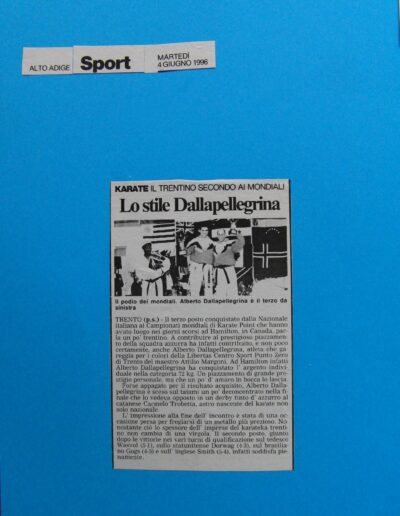 ALTO ADIGE Sport MARTEDÌ
4 GIUGNO 1996
KARATE IL TRENTINO SECONDO AI MONDIALI
Lo stile Dallapellegrina
Il podio dei mondiali. Alberto Dallapellegrina è il terzo da
sinistra
TRENTO (p.s.) - Il terzo posto conquistato dalla Nazionale
italiana ai Campionati mondiali di Karate Point che hanno
avuto luogo nei giorni scorsi ad Hamilton, in Canada, par-
la un po' trentino. A contribuire al prestigioso piazzamen-
to della squadra azzurra ha infatti contribuito, e non poco
certamente, anche Alberto Dallapellegrina, atleta che ga-
reggia per i colori della Libertas Centro Sport Punto Zero
di Trento del maestro Attilio Margoni. Ad Hamilton infatti
Alberto Dallapellegrina ha conquistato l' argento indivi-
duale nella categoria 72 kg. Un piazzamento di grande pre-
stigio personale, ma che un po' d' amaro in bocca la lascia.
Forse appagato per il risultato acquisito, Alberto Dalla-
pellegrina è sceso sul tatami un po' deconcentrato nella fi-
nale che lo vedeva opposto in un derby tinto d' azzurro al
catanese Carmelo Trobetta, astro nascente del karate non
solo nazionale.
L' impressione alla fine dell' incontro è stata di una oc-
casione persa per fregiarsi di un metallo più prezioso. No-
nostante ciò lo spessore dell' impresa del karateka trenti-
no non cambia di una virgola. Il secondo posto, giunto
dopo le vittorie nei vari turni di qualificazione sul tedesco
(5-1), sullo statunitense Dorwag (4-3), sul brasilia-
no Gogs (4-3) e sull' inglese Smith (5-4), infatti soddisfa pie-
namente.